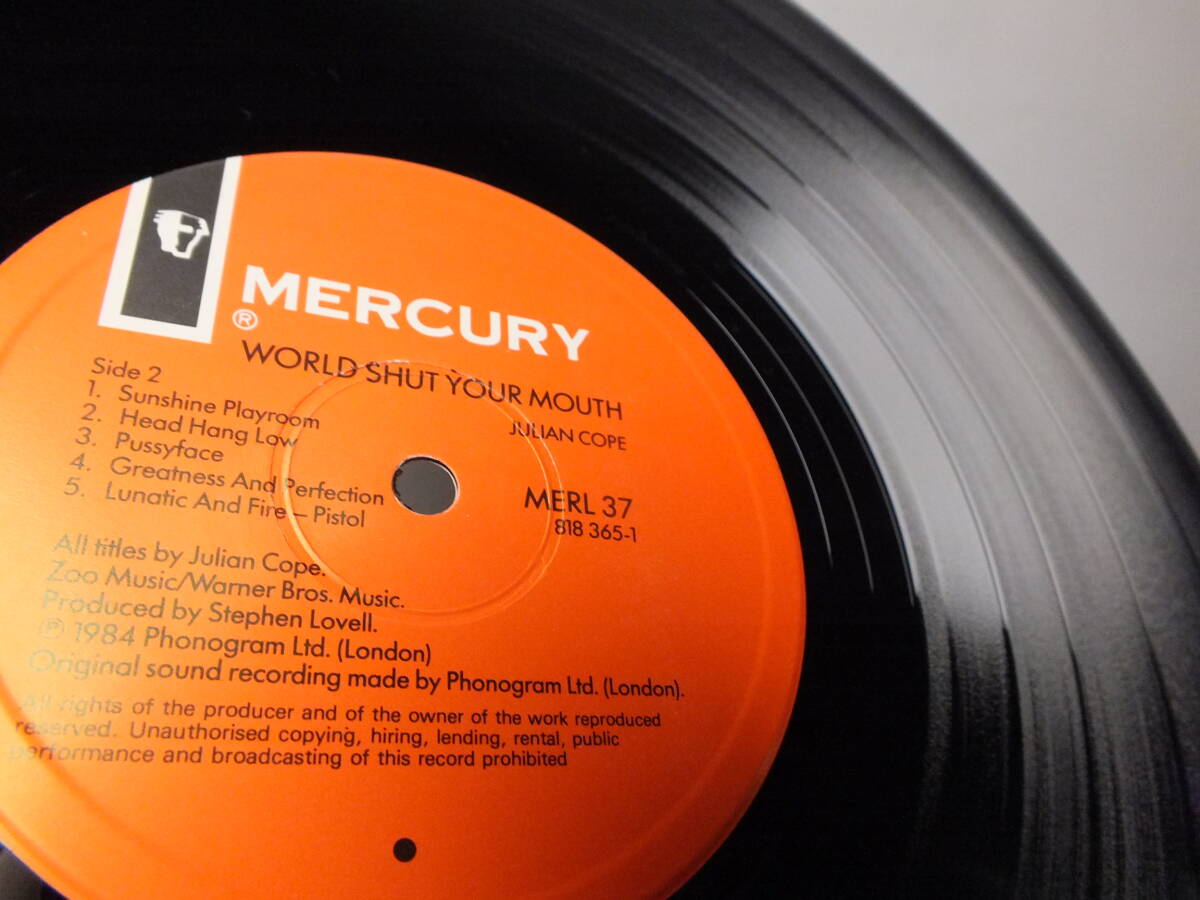 MERCURY
®
WORLD SHUT YOUR MOUTH
JULIAN COPE
Side 2
1. Sunshine Playroom
2. Head Hang Low
3. Pussyface
4. Greatness And Perfection
5. Lunatic And Fire – Pistol
MERL 37
818 365-1
All titles by Julian Cope.
Zoo Music/Warner Bros. Music.
Produced by Stephen Lovell.
℗ 1984 Phonogram Ltd. (London)
Original sound recording made by Phonogram Ltd. (London).
All rights of the producer and of the owner of the work reproduced
reserved. Unauthorised copying, hiring, lending, rental, public
performance and broadcasting of this record prohibited